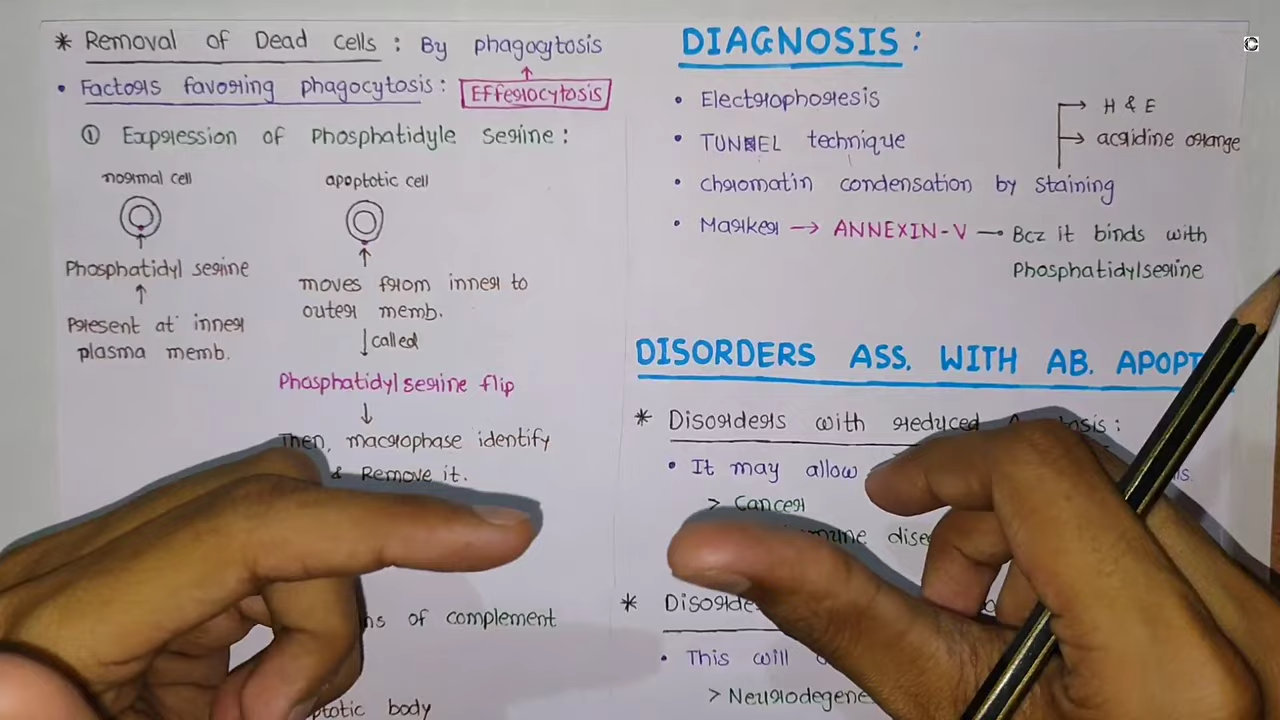 * Removal of Dead cells : By phagocytosis
• Factors favoring phagocytosis : Efferocytosis
① Expression of Phosphatidyle serine :
normal cell
apoptotic cell
Phosphatidyl serine
Present at inner
plasma memb.
moves from inner to
outer memb.
called
Phasphatidyl serine flip
Then, macrophase identify
& Remove it.
of complement
body
DIAGNOSIS :
• Electrophoresis
• TUNEL technique
• chromatin condensation by staining
H & E
acridine orange
• Marker → ANNEXIN-V — Bcz it binds with
Phosphatidylserine
DISORDERS ASS. WITH AB. APOPT
* Disorders with reduced
• It may allow
> Cancer
* Disorde
• This will
> Neurodegene